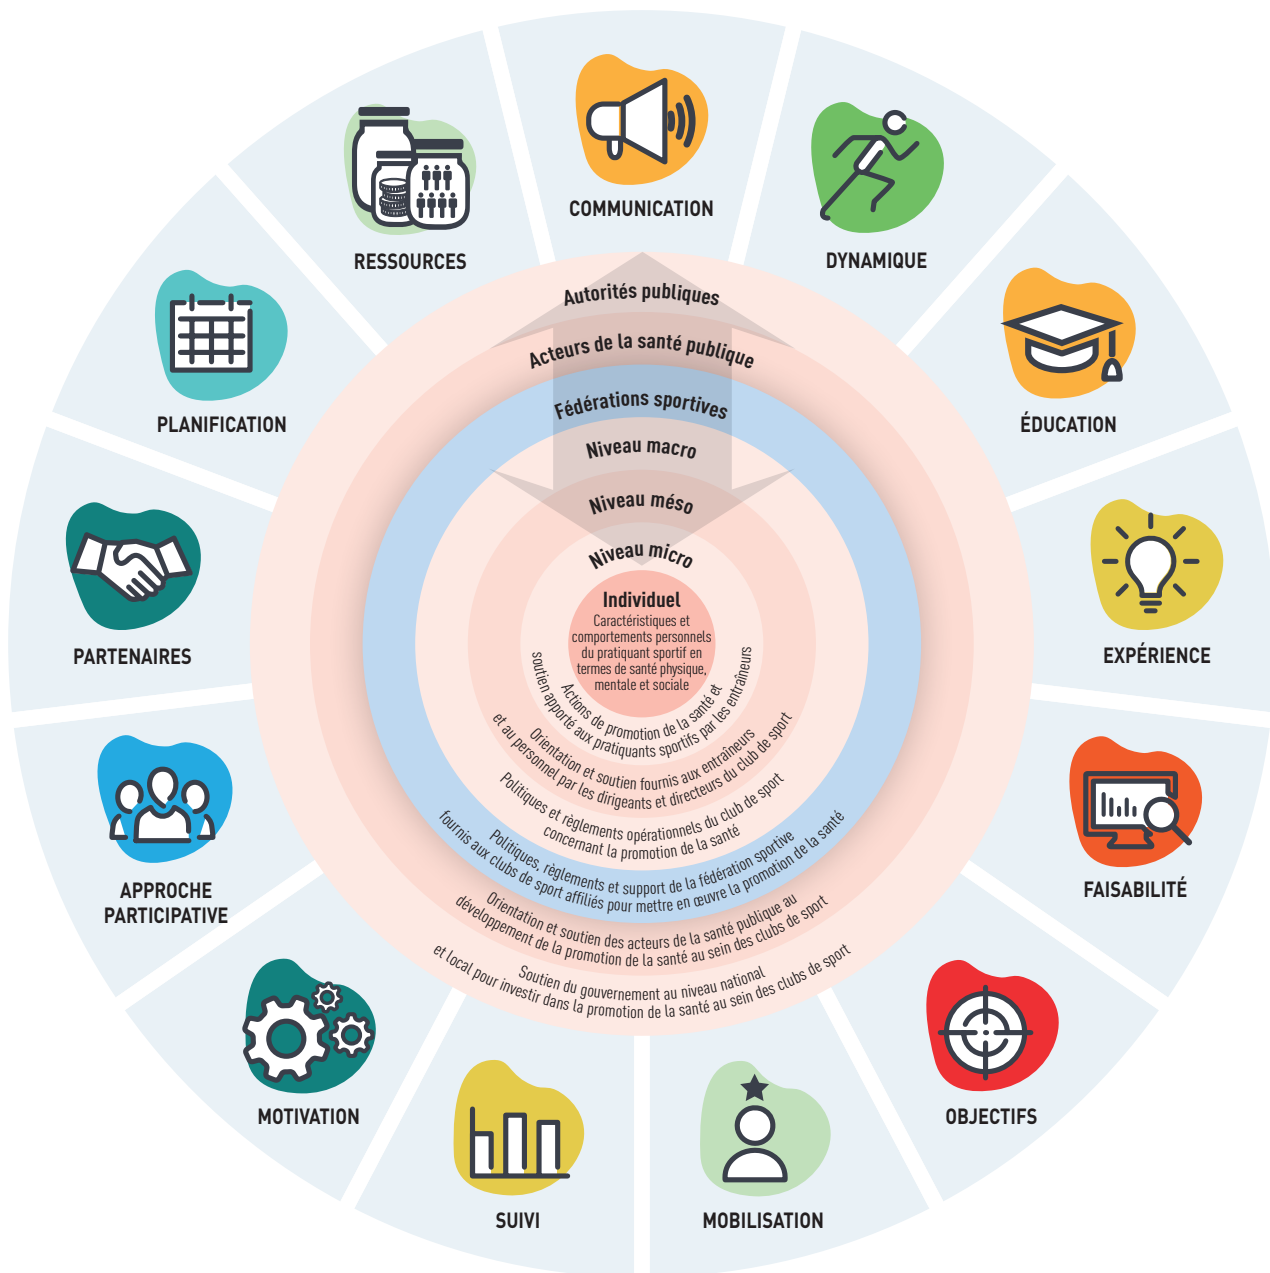 COMMUNICATION
DYNAMIQUE
ÉDUCATION
EXPÉRIENCE
FAISABILITÉ
OBJECTIFS
MOBILISATION
SUIVI
MOTIVATION
APPROCHE
PARTICIPATIVE
PARTENAIRES
PLANIFICATION
RESSOURCES
Autorités publiques
Acteurs de la santé publique
Fédérations sportives
Niveau macro
Niveau méso
Niveau micro
Individuel
Caractéristiques et
comportements personnels
du pratiquant sportif en
termes de santé physique,
mentale et sociale
Actions de promotion de la santé et
soutien apporté aux pratiquants sportifs par les entraîneurs
Orientation et soutien fournis aux entraîneurs
et au personnel par les dirigeants et directeurs du club de sport
Politiques et règlements opérationnels du club de sport
concernant la promotion de la santé
Politiques, règlements et support de la fédération sportive
fournis aux clubs de sport affiliés pour mettre en œuvre la promotion de la santé
Orientation et soutien des acteurs de la santé publique au
développement de la promotion de la santé au sein des clubs de sport
Soutien du gouvernement au niveau national
et local pour investir dans la promotion de la santé au sein des clubs de sport